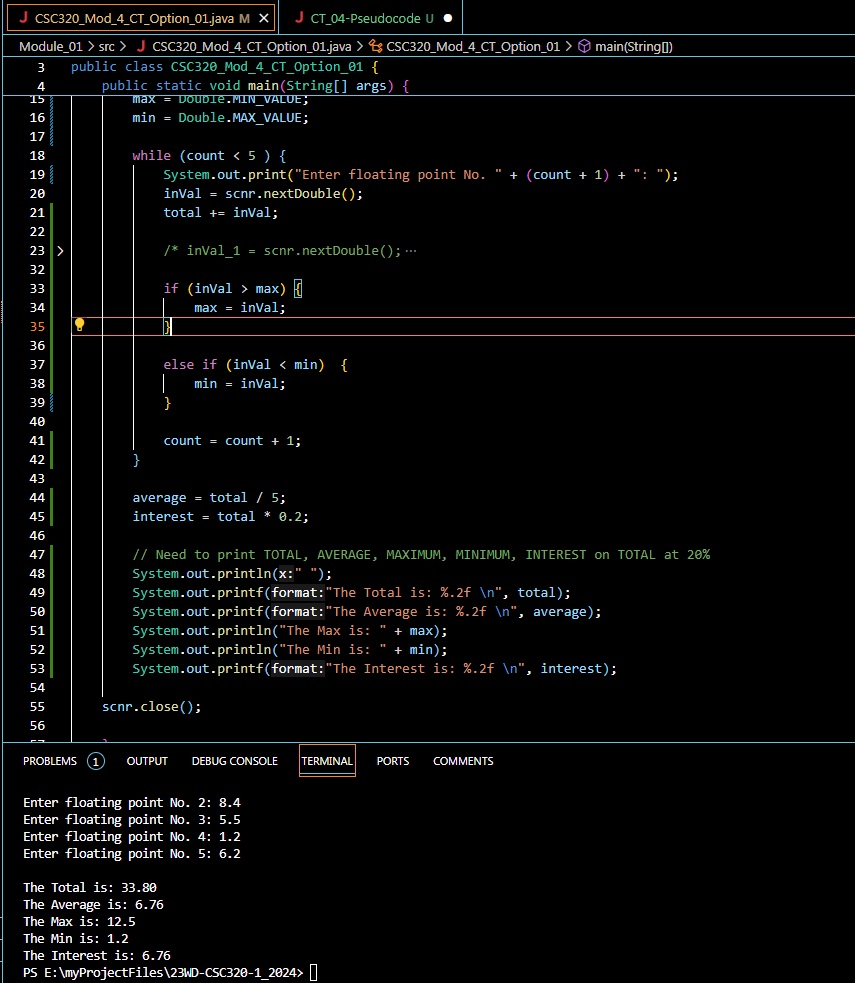 CSC320_Mod_4_CT_Option_01.java M
CT_04-Pseudocode U
Module_01 > src > CSC320_Mod_4_CT_Option_01.java > CSC320_Mod_4_CT_Option_01 > main(String[])
3 public class CSC320_Mod_4_CT_Option_01 {
4 public static void main(String[] args) {
15 max = Double.MIN_VALUE;
16 min = Double.MAX_VALUE;
17
18 while (count < 5 ) {
19 System.out.print("Enter floating point No. " + (count + 1) + ": ");
20 inVal = scnr.nextDouble();
21 total += inVal;
22
23 > /* inVal_1 = scnr.nextDouble();···
32
33 if (inVal > max) {
34 max = inVal;
35 }
36
37 else if (inVal < min)  {
38 min = inVal;
39 }
40
41 count = count + 1;
42 }
43
44 average = total / 5;
45 interest = total * 0.2;
46
47 // Need to print TOTAL, AVERAGE, MAXIMUM, MINIMUM, INTEREST on TOTAL at 20%
48 System.out.println(x:" ");
49 System.out.printf(format:"The Total is: %.2f \n", total);
50 System.out.printf(format:"The Average is: %.2f \n", average);
51 System.out.println("The Max is: " + max);
52 System.out.println("The Min is: " + min);
53 System.out.printf(format:"The Interest is: %.2f \n", interest);
54
55 scnr.close();
56
57 }
PROBLEMS 1 OUTPUT DEBUG CONSOLE TERMINAL PORTS COMMENTS
Enter floating point No. 2: 8.4
Enter floating point No. 3: 5.5
Enter floating point No. 4: 1.2
Enter floating point No. 5: 6.2
The Total is: 33.80
The Average is: 6.76
The Max is: 12.5
The Min is: 1.2
The Interest is: 6.76
PS E:\myProjectFiles\23WD-CSC320-1_2024>